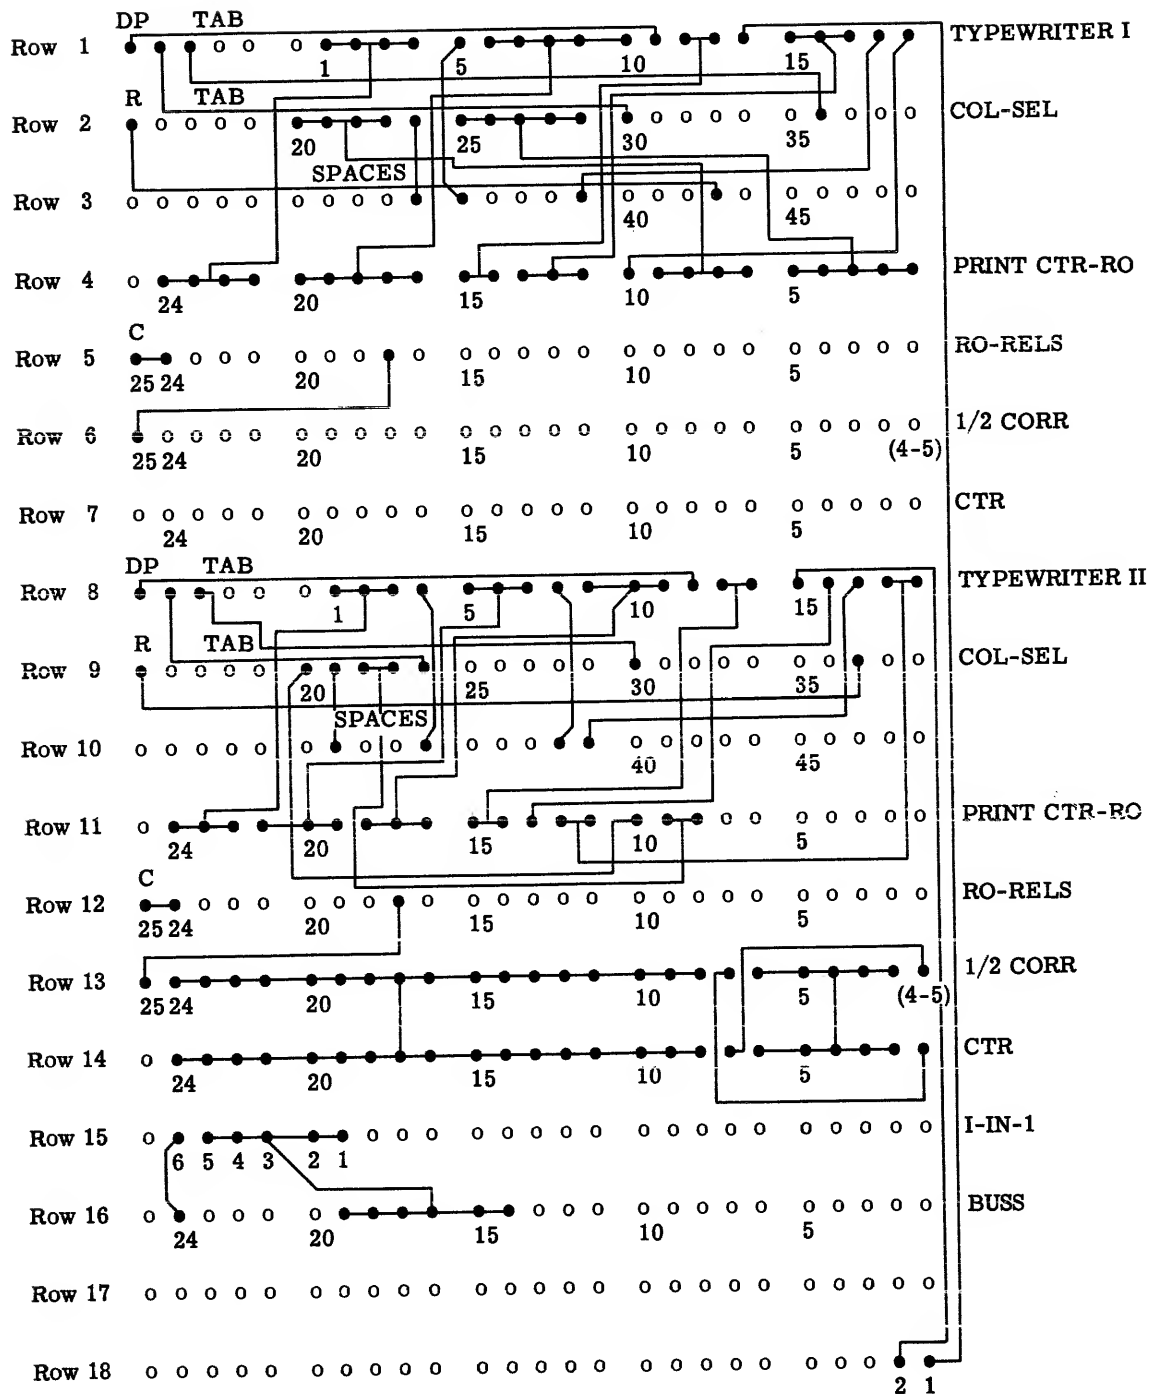 DP TAB
Row 1 TYPEWRITER I
1 5 10 15
R TAB
Row 2 COL-SEL
20 25 30 35
SPACES
Row 3
40 45
Row 4 PRINT CTR-RO
24 20 15 10 5
C
Row 5 RO-RELS
25 24 20 15 10 5
Row 6 1/2 CORR
25 24 20 15 10 5 (4-5)
Row 7 CTR
24 20 15 10 5
DP TAB
Row 8 TYPEWRITER II
1 5 10 15
R TAB
Row 9 COL-SEL
20 25 30 35
SPACES
Row 10
40 45
Row 11 PRINT CTR-RO
24 20 15 10 5
C
Row 12 RO-RELS
25 24 20 15 10 5
Row 13 1/2 CORR
25 24 20 15 10 5 (4-5)
Row 14 CTR
24 20 15 10 5
Row 15 I-IN-1
6 5 4 3 2 1
Row 16 BUSS
24 20 15 10 5
Row 17
Row 18
2 1